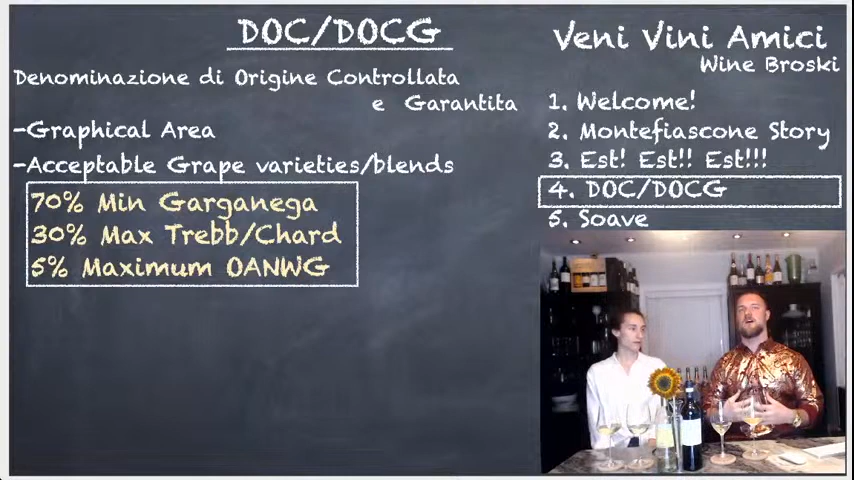 DOC/DOCG
Denominazione di Origine Controllata
e Garantita
-Graphical Area
-Acceptable Grape varieties/blends
70% Min Garganega
30% Max Trebb/Chard
5% Maximum OANWG
Veni Vini Amici
Wine Broski
1. Welcome!
2. Montefiascone Story
3. Est! Est!! Est!!!
4. DOC/DOCG
5. Soave